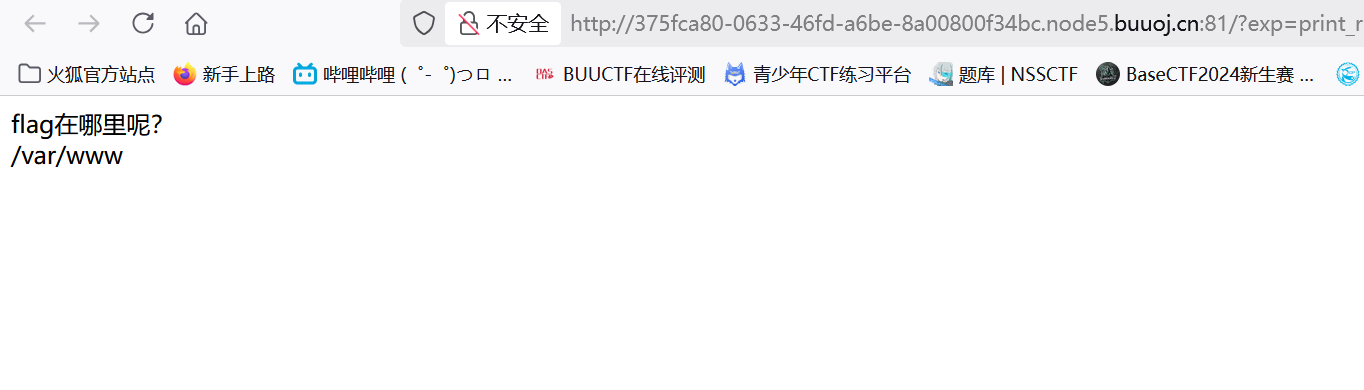 不安全 http://375fca80-0633-46fd-a6be-8a00800f34bc.node5.buuoj.cn:81/?exp=print_r
火狐官方站点 新手上路 哔哩哔哩 ( ゜- ゜)つロ ... BUUCTF在线评测 青少年CTF练习平台 题库 | NSSCTF BaseCTF2024新生赛 ...
flag在哪里呢?
/var/www